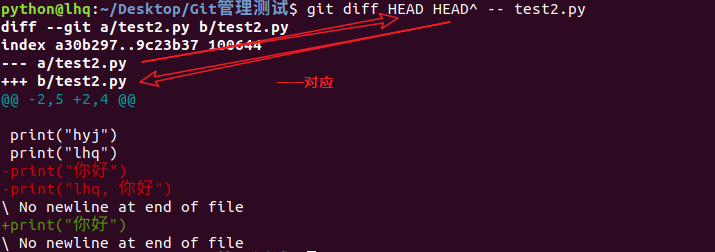 python@lhq:~/Desktop/Git管理测试$ git diff HEAD HEAD^ -- test2.py
diff --git a/test2.py b/test2.py
index a30b297..9c23b37 100644
--- a/test2.py
+++ b/test2.py
一一对应
@@ -2,5 +2,4 @@
print("hyj")
print("lhq")
-print("你好")
-print("lhq, 你好")
\ No newline at end of file
+print("你好")
\ No newline at end of file